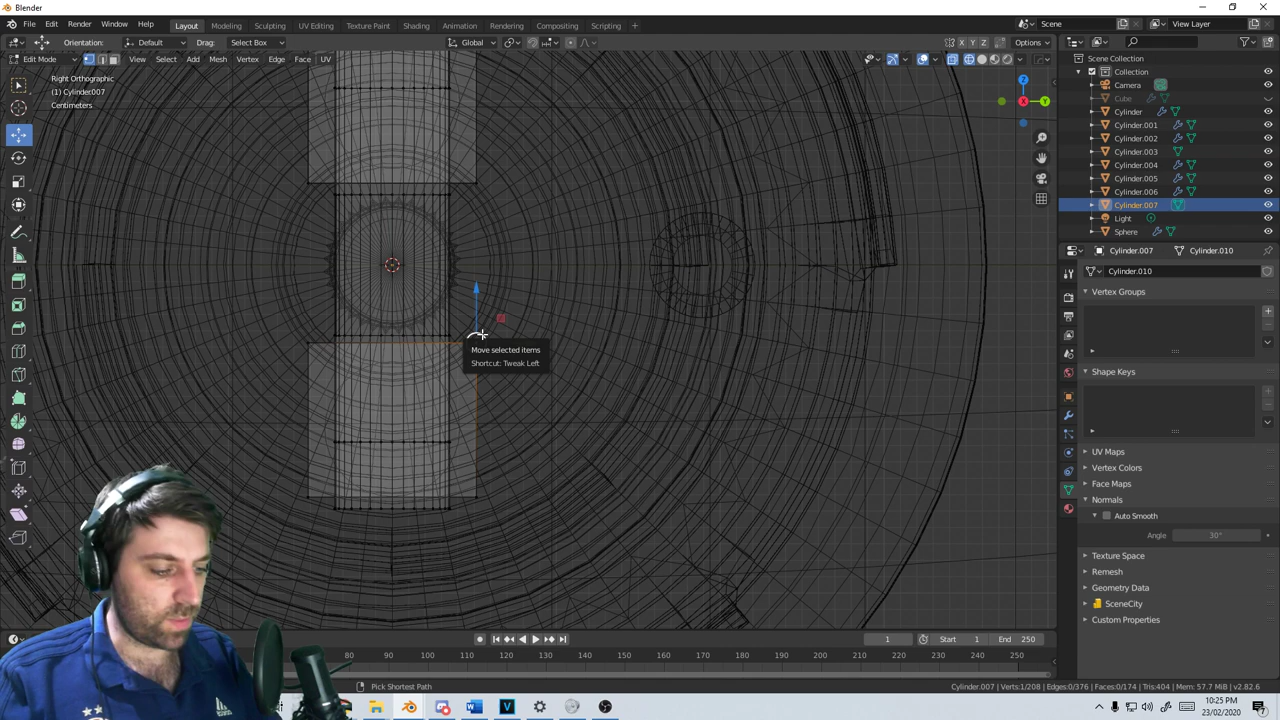 Blender
File Edit Render Window Help Layout Modeling Sculpting UV Editing Texture Paint Shading Animation Rendering Compositing Scripting + Scene View Layer
Orientation: Default Drag: Select Box Global X Y Z Options
Edit Mode View Select Add Mesh Vertex Edge Face UV
Right Orthographic
(1) Cylinder.007
Centimeters
Z
X Y
Move selected items
Shortcut: Tweak Left
Scene Collection
Collection
Camera
Cube
Cylinder
Cylinder.001
Cylinder.002
Cylinder.003
Cylinder.004
Cylinder.005
Cylinder.006
Cylinder.007
Light
Sphere
Cylinder.007 Cylinder.010
Cylinder.010
Vertex Groups
Shape Keys
UV Maps
Vertex Colors
Face Maps
Normals
Auto Smooth
Angle 30°
Texture Space
Remesh
Geometry Data
SceneCity
Custom Properties
1 Start 1 End 250
80 90 100 110 120 130 140 150 160 170 180 190 200 210 220 230 240 250
Pick Shortest Path
Cylinder.007 | Verts:1/208 | Edges:0/376 | Faces:0/174 | Tris:404 | Mem: 57.7 MiB | v2.82.6
10:25 PM
23/02/2020